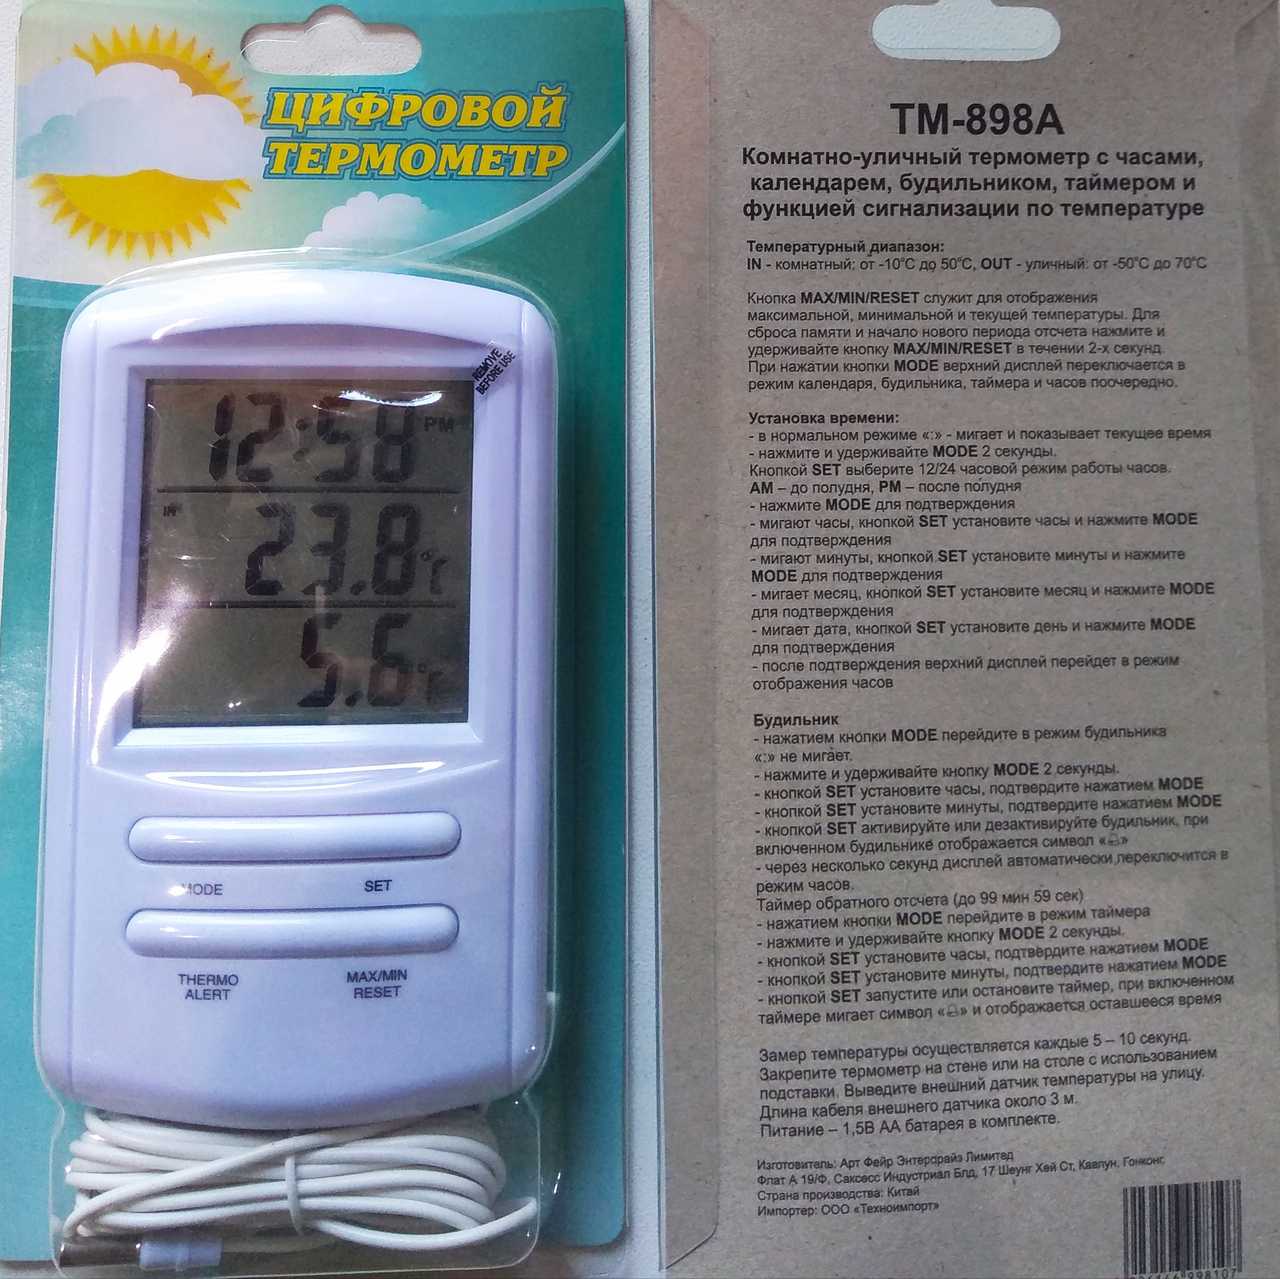 ЦИФРОВОЙ
ТЕРМОМЕТР
REMOVE
BEFORE USE
12:58 PM
IN
23.8°C
5.6°C
MODE SET
THERMO
ALERT
MAX/MIN
RESET
TM-898A
Комнатно-уличный термометр с часами,
календарем, будильником, таймером и
функцией сигнализации по температуре
Температурный диапазон:
IN - комнатный: от -10°С до 50°С, OUT - уличный: от -50°С до 70°С
Кнопка MAX/MIN/RESET служит для отображения
максимальной, минимальной и текущей температуры. Для
сброса памяти и начало нового периода отсчета нажмите и
удерживайте кнопку MAX/MIN/RESET в течении 2-х секунд.
При нажатии кнопки MODE верхний дисплей переключается в
режим календаря, будильника, таймера и часов поочередно.
Установка времени:
- в нормальном режиме «:» - мигает и показывает текущее время
- нажмите и удерживайте MODE 2 секунды.
Кнопкой SET выберите 12/24 часовой режим работы часов.
AM – до полудня, PM – после полудня
- нажмите MODE для подтверждения
- мигают часы, кнопкой SET установите часы и нажмите MODE
для подтверждения
- мигают минуты, кнопкой SET установите минуты и нажмите
MODE для подтверждения
- мигает месяц, кнопкой SET установите месяц и нажмите MODE
для подтверждения
- мигает дата, кнопкой SET установите день и нажмите MODE
для подтверждения
- после подтверждения верхний дисплей перейдет в режим
отображения часов
Будильник
- нажатием кнопки MODE перейдите в режим будильника
«:» не мигает.
- нажмите и удерживайте кнопку MODE 2 секунды.
- кнопкой SET установите часы, подтвердите нажатием MODE
- кнопкой SET установите минуты, подтвердите нажатием MODE
- кнопкой SET активируйте или дезактивируйте будильник, при
включенном будильнике отображается символ «🔔»
- через несколько секунд дисплей автоматически переключится в
режим часов.
Таймер обратного отсчета (до 99 мин 59 сек)
- нажатием кнопки MODE перейдите в режим таймера
- нажмите и удерживайте кнопку MODE 2 секунды.
- кнопкой SET установите часы, подтвердите нажатием MODE
- кнопкой SET установите минуты, подтвердите нажатием MODE
- кнопкой SET запустите или остановите таймер, при включенном
таймере мигает символ «🔔» и отображается оставшееся время
Замер температуры осуществляется каждые 5 – 10 секунд.
Закрепите термометр на стене или на столе с использованием
подставки. Выведите внешний датчик температуры на улицу.
Длина кабеля внешнего датчика около 3 м.
Питание – 1,5В АА батарея в комплекте.
Изготовитель: Арт Фейр Энтерпрайз Лимитед
Флат А 19/Ф, Саксесс Индустриал Блд, 17 Шеунг Хей Ст, Кавлун, Гонконг.
Страна производства: Китай
Импортер: ООО «Техноимпорт»